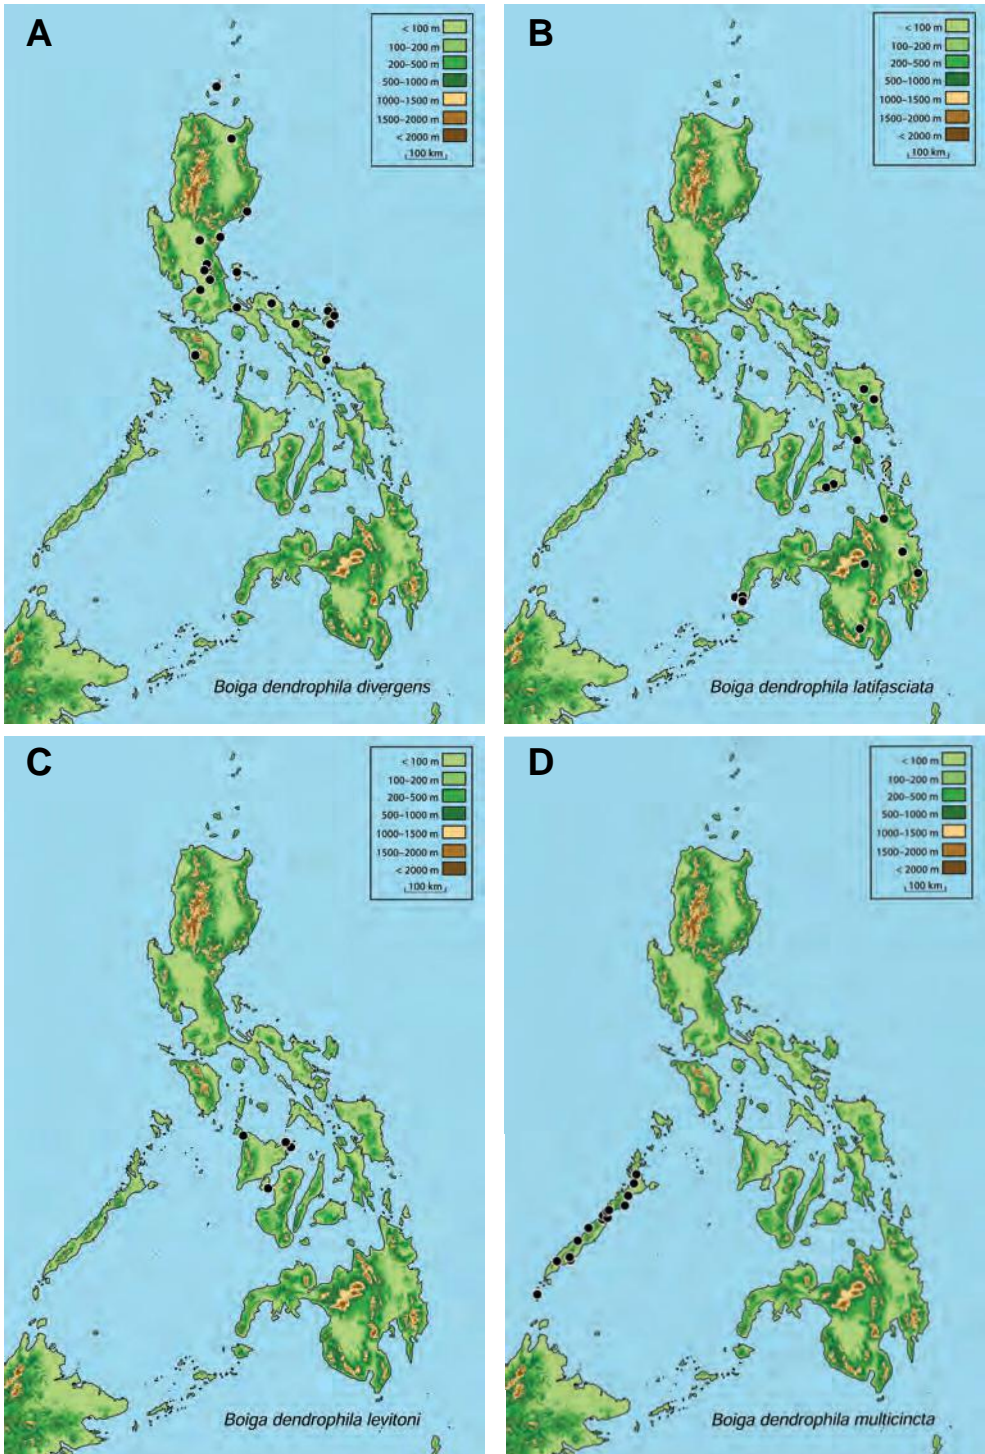 A
< 100 m
100–200 m
200–500 m
500–1000 m
1000–1500 m
1500–2000 m
< 2000 m
100 km
Boiga dendrophila divergens
B
< 100 m
100–200 m
200–500 m
500–1000 m
1000–1500 m
1500–2000 m
< 2000 m
100 km
Boiga dendrophila latifasciata
C
< 100 m
100–200 m
200–500 m
500–1000 m
1000–1500 m
1500–2000 m
< 2000 m
100 km
Boiga dendrophila levitoni
D
< 100 m
100–200 m
200–500 m
500–1000 m
1000–1500 m
1500–2000 m
< 2000 m
100 km
Boiga dendrophila multicincta